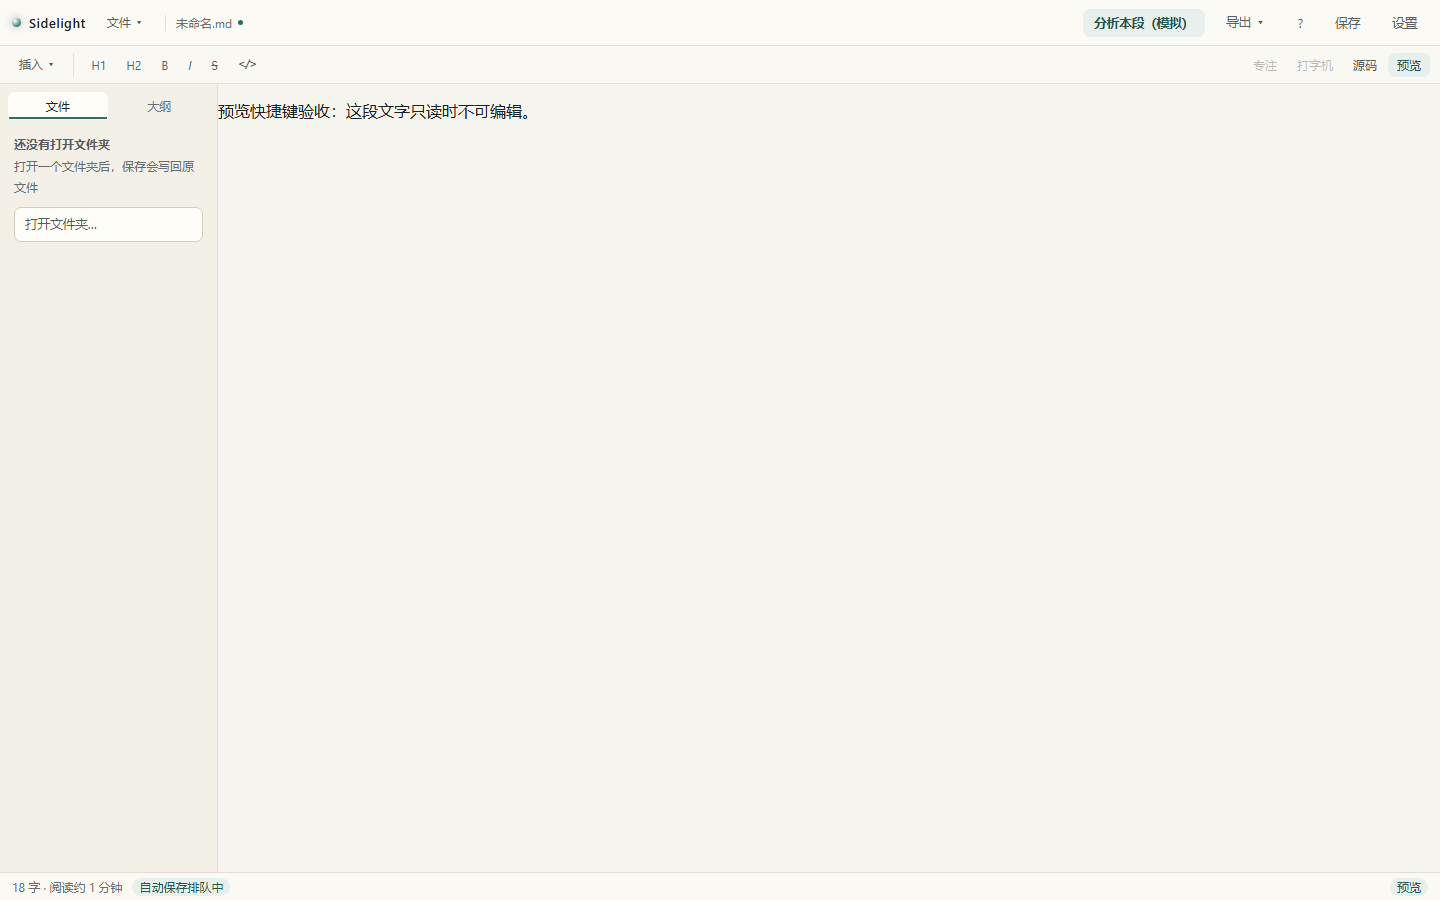 Sidelight 文件 未命名.md 分析本段（模拟） 导出 ? 保存 设置
插入 H1 H2 B I S </> 专注 打字机 源码 预览
文件 大纲
预览快捷键验收：这段文字只读时不可编辑。
还没有打开文件夹
打开一个文件夹后，保存会写回原
文件
打开文件夹...
18 字 · 阅读约 1 分钟 自动保存排队中 预览